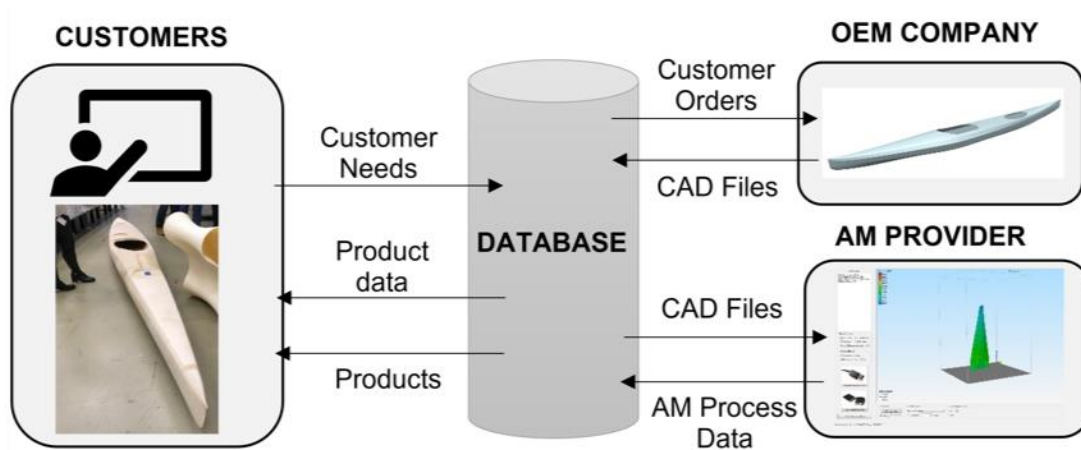 CUSTOMERS
OEM COMPANY
Customer
Orders
Customer
Needs
CAD Files
DATABASE
AM PROVIDER
Product
data
CAD Files
Products
AM Process
Data